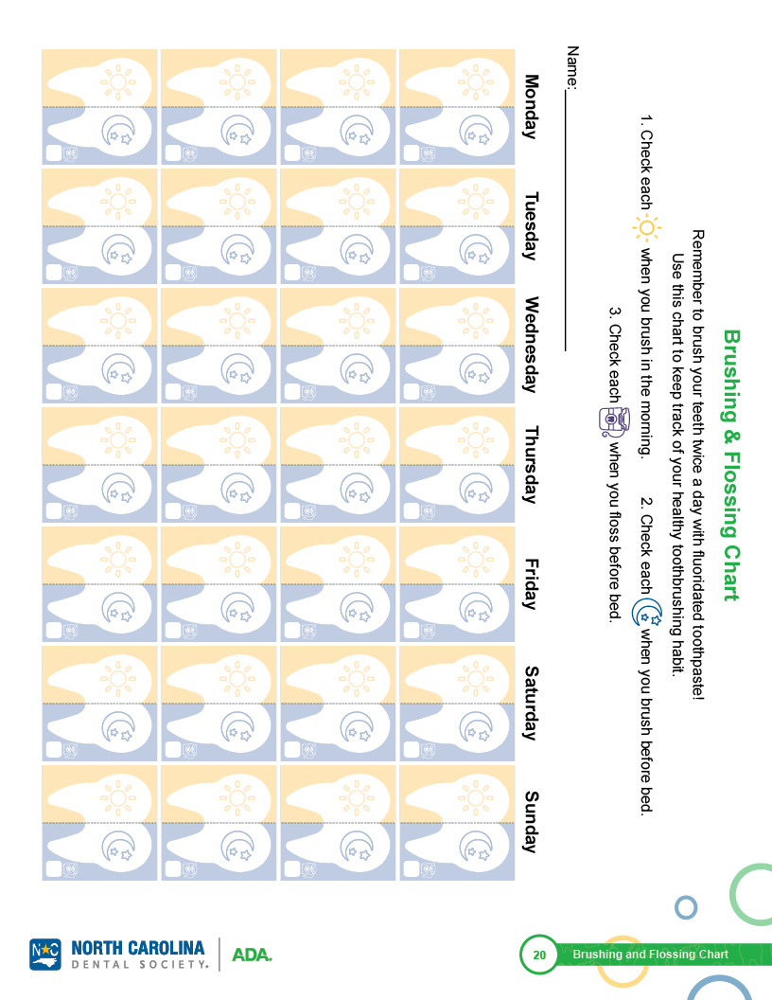 Brushing & Flossing Chart
Remember to brush your teeth twice a day with fluoridated toothpaste!
Use this chart to keep track of your healthy toothbrushing habit.
1. Check each when you brush in the morning. 2. Check each when you brush before bed.
3. Check each when you floss before bed.
Name:
Monday Tuesday Wednesday Thursday Friday Saturday Sunday
NC NORTH CAROLINA
DENTAL SOCIETY
ADA.
20 Brushing and Flossing Chart